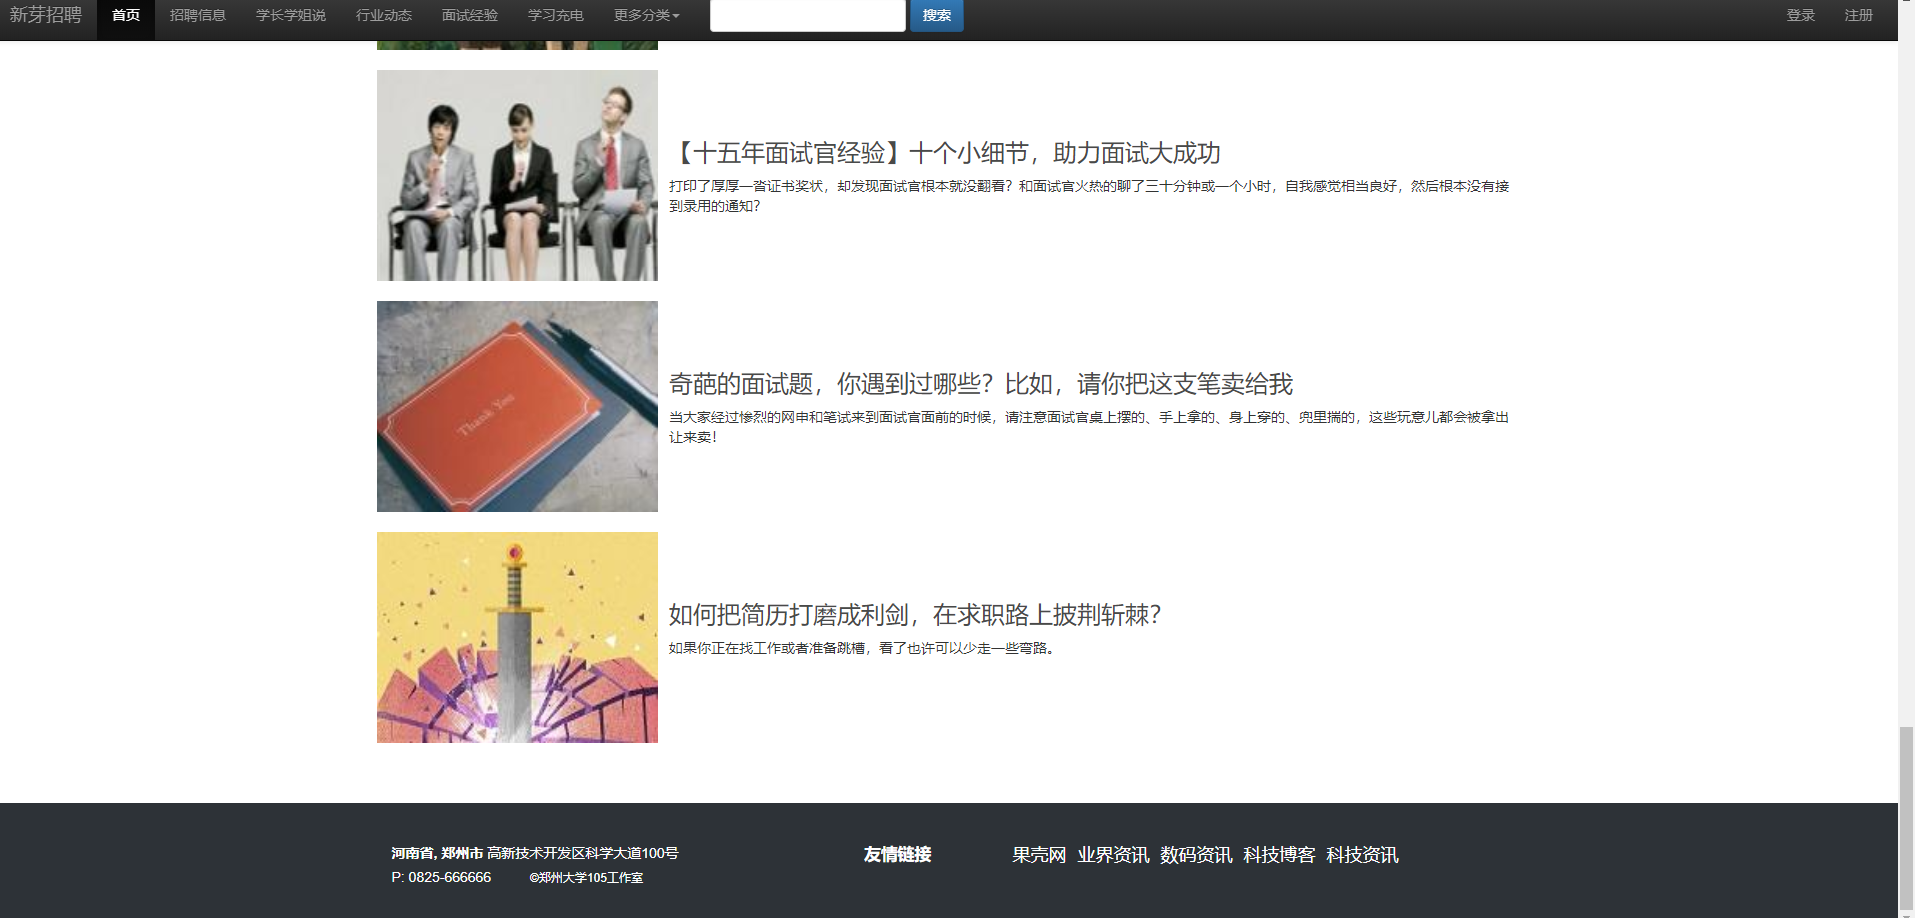 新芽招聘 首页 招聘信息 学长学姐说 行业动态 面试经验 学习充电 更多分类 搜索 登录 注册
【十五年面试官经验】十个小细节，助力面试大成功
打印了厚厚一沓证书奖状，却发现面试官根本就没翻看？和面试官火热的聊了三十分钟或一个小时，自我感觉相当良好，然后根本没有接
到录用的通知？
Thank You
奇葩的面试题，你遇到过哪些？比如，请你把这支笔卖给我
当大家经过惨烈的网申和笔试来到面试官面前的时候，请注意面试官桌上摆的、手上拿的、身上穿的、兜里揣的，这些玩意儿都会被拿出
让来卖！
如何把简历打磨成利剑，在求职路上披荆斩棘？
如果你正在找工作或者准备跳槽，看了也许可以少走一些弯路。
河南省, 郑州市 高新技术开发区科学大道100号
P: 0825-666666 ©郑州大学105工作室
友情链接 果壳网 业界资讯 数码资讯 科技博客 科技资讯